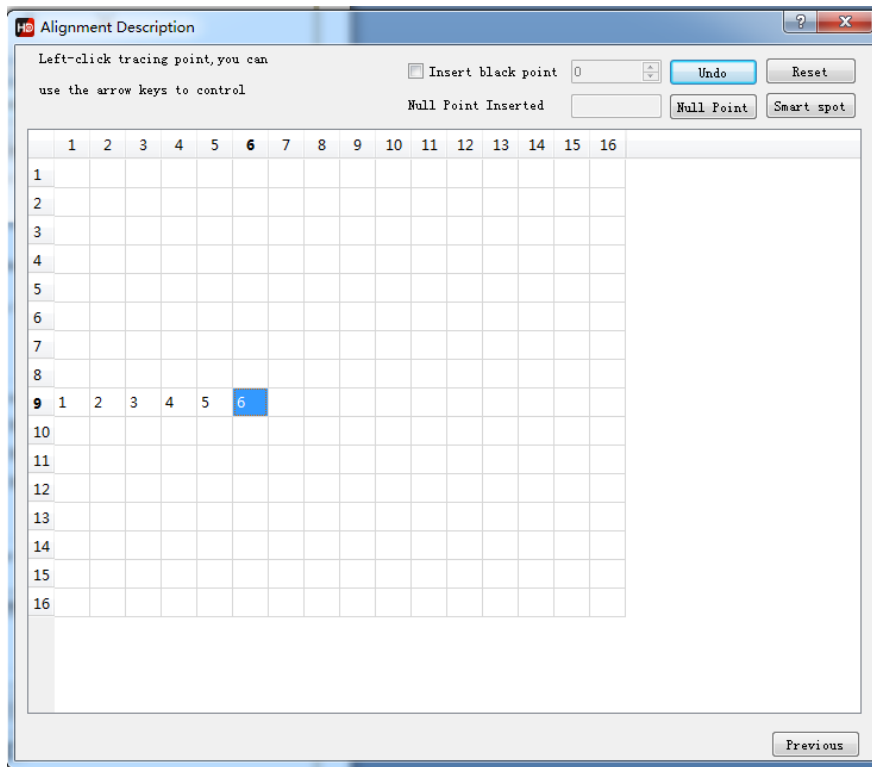 HD Alignment Description
Left-click tracing point, you can
use the arrow keys to control
Insert black point 0 Undo Reset
Null Point Inserted Null Point Smart spot
1 2 3 4 5 6 7 8 9 10 11 12 13 14 15 16
1
2
3
4
5
6
7
8
9 1 2 3 4 5 6
10
11
12
13
14
15
16
Previous